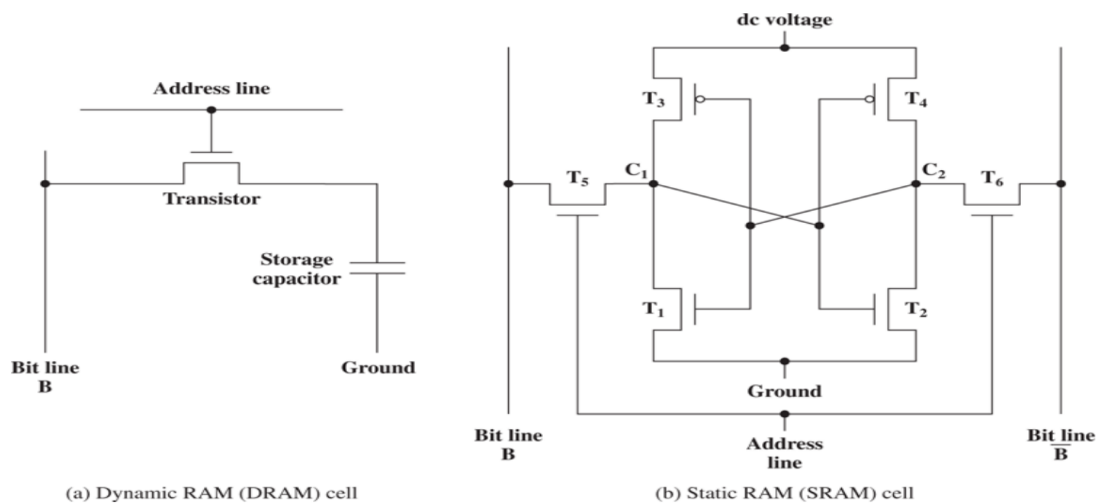 Address line
Transistor
Storage
capacitor
Bit line
B
Ground
(a) Dynamic RAM (DRAM) cell
dc voltage
T₃
T₄
C₁
C₂
T₅
T₆
T₁
T₂
Ground
Bit line
B
Address
line
Bit line
B̅
(b) Static RAM (SRAM) cell